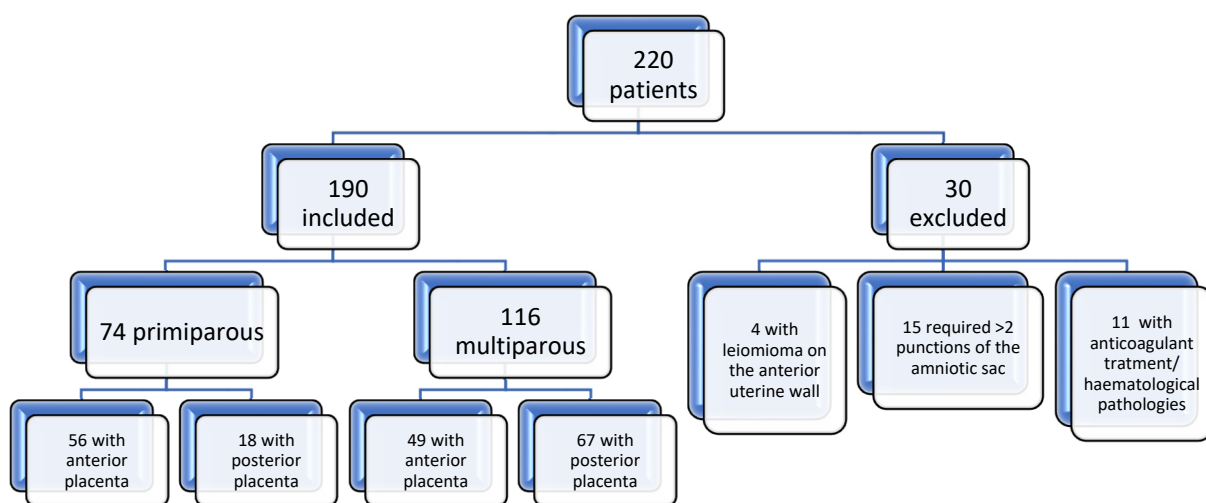 220
patients
190
included
30
excluded
74 primiparous
116
multiparous
4 with
leiomioma on
the anterior
uterine wall
15 required >2
punctions of the
amniotic sac
11  with
anticoagulant
tratment/
haematological
pathologies
56 with
anterior
placenta
18 with
posterior
placenta
49 with
anterior
placenta
67 with
posterior
placenta